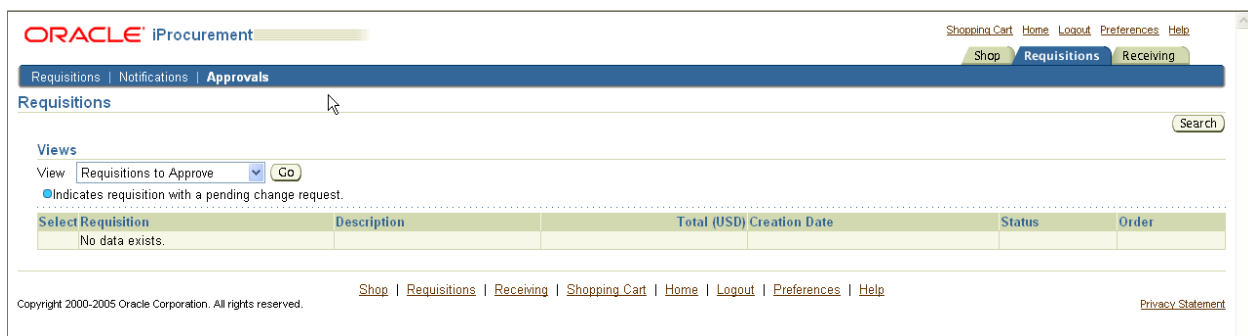 ORACLE® iProcurement
Shopping Cart Home Logout Preferences Help
Shop Requisitions Receiving
Requisitions | Notifications | Approvals
Requisitions
Search
Views
View Requisitions to Approve Go
Indicates requisition with a pending change request.
Select Requisition Description Total (USD) Creation Date Status Order
No data exists.
Shop | Requisitions | Receiving | Shopping Cart | Home | Logout | Preferences | Help
Copyright 2000-2005 Oracle Corporation. All rights reserved.
Privacy Statement